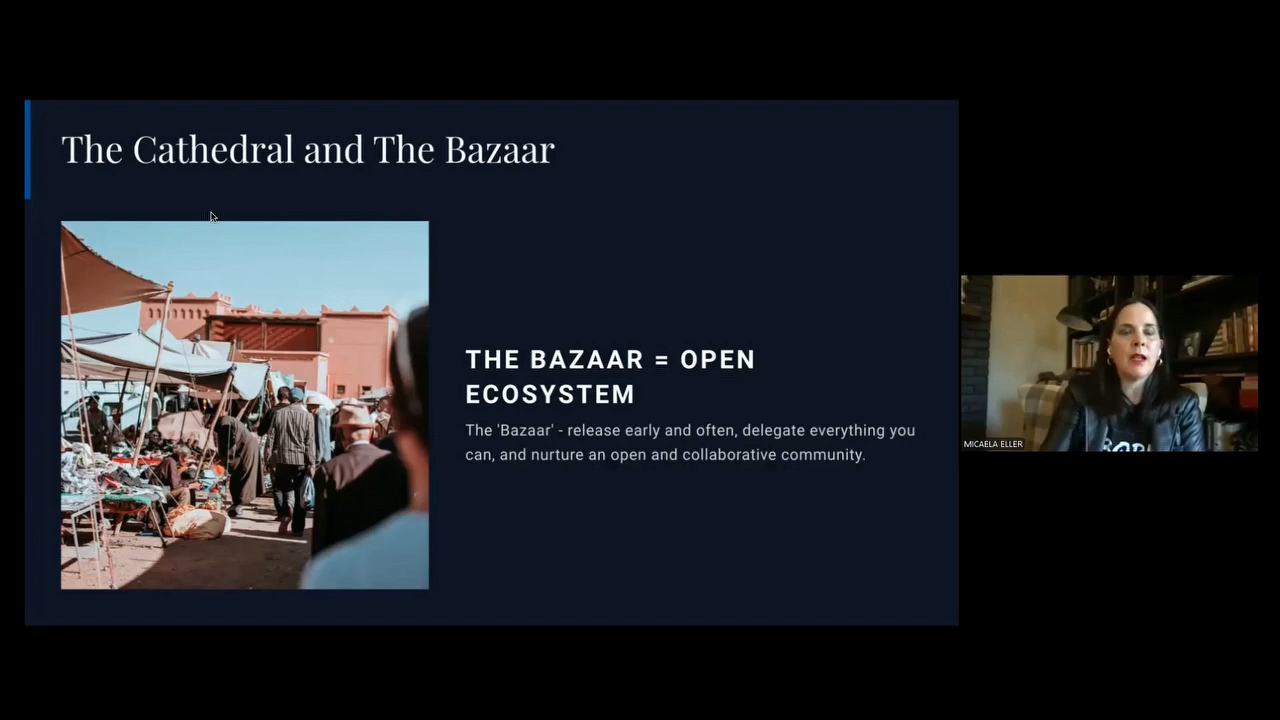 The Cathedral and The Bazaar
THE BAZAAR = OPEN
ECOSYSTEM
The 'Bazaar' - release early and often, delegate everything you
can, and nurture an open and collaborative community.
MICAELA ELLER